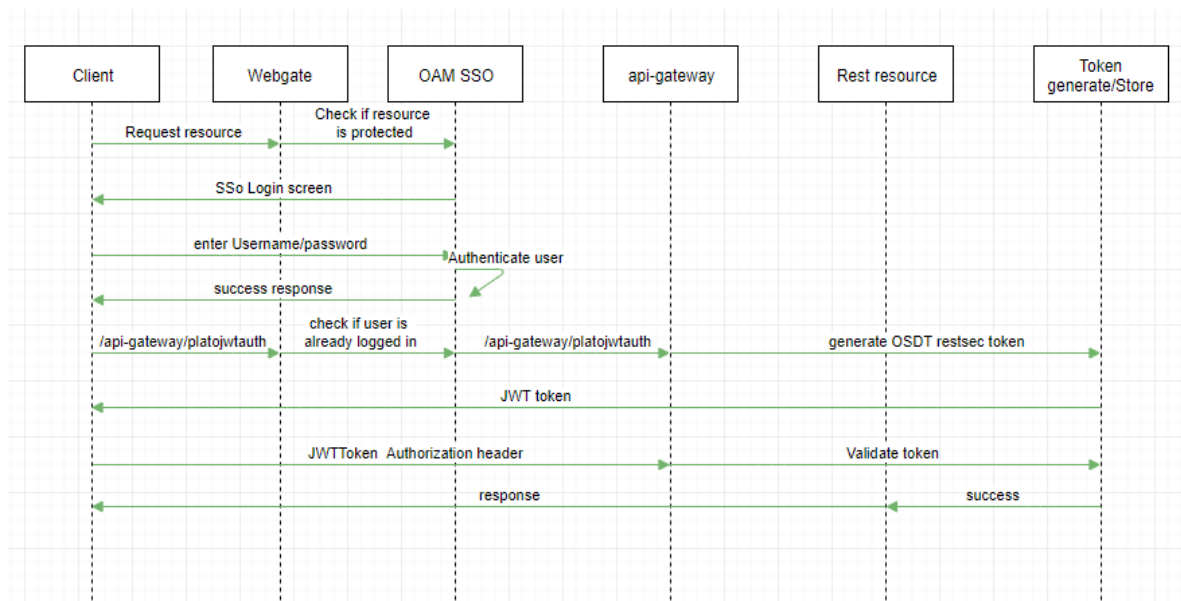 Client
Webgate
OAM SSO
api-gateway
Rest resource
Token
generate/Store
Request resource
Check if resource
is protected
SSo Login screen
enter Username/password
Authenticate user
success response
/api-gateway/platojwtauth
check if user is
already logged in
/api-gateway/platojwtauth
generate OSDT restsec token
JWT token
JWTToken Authorization header
Validate token
response
success